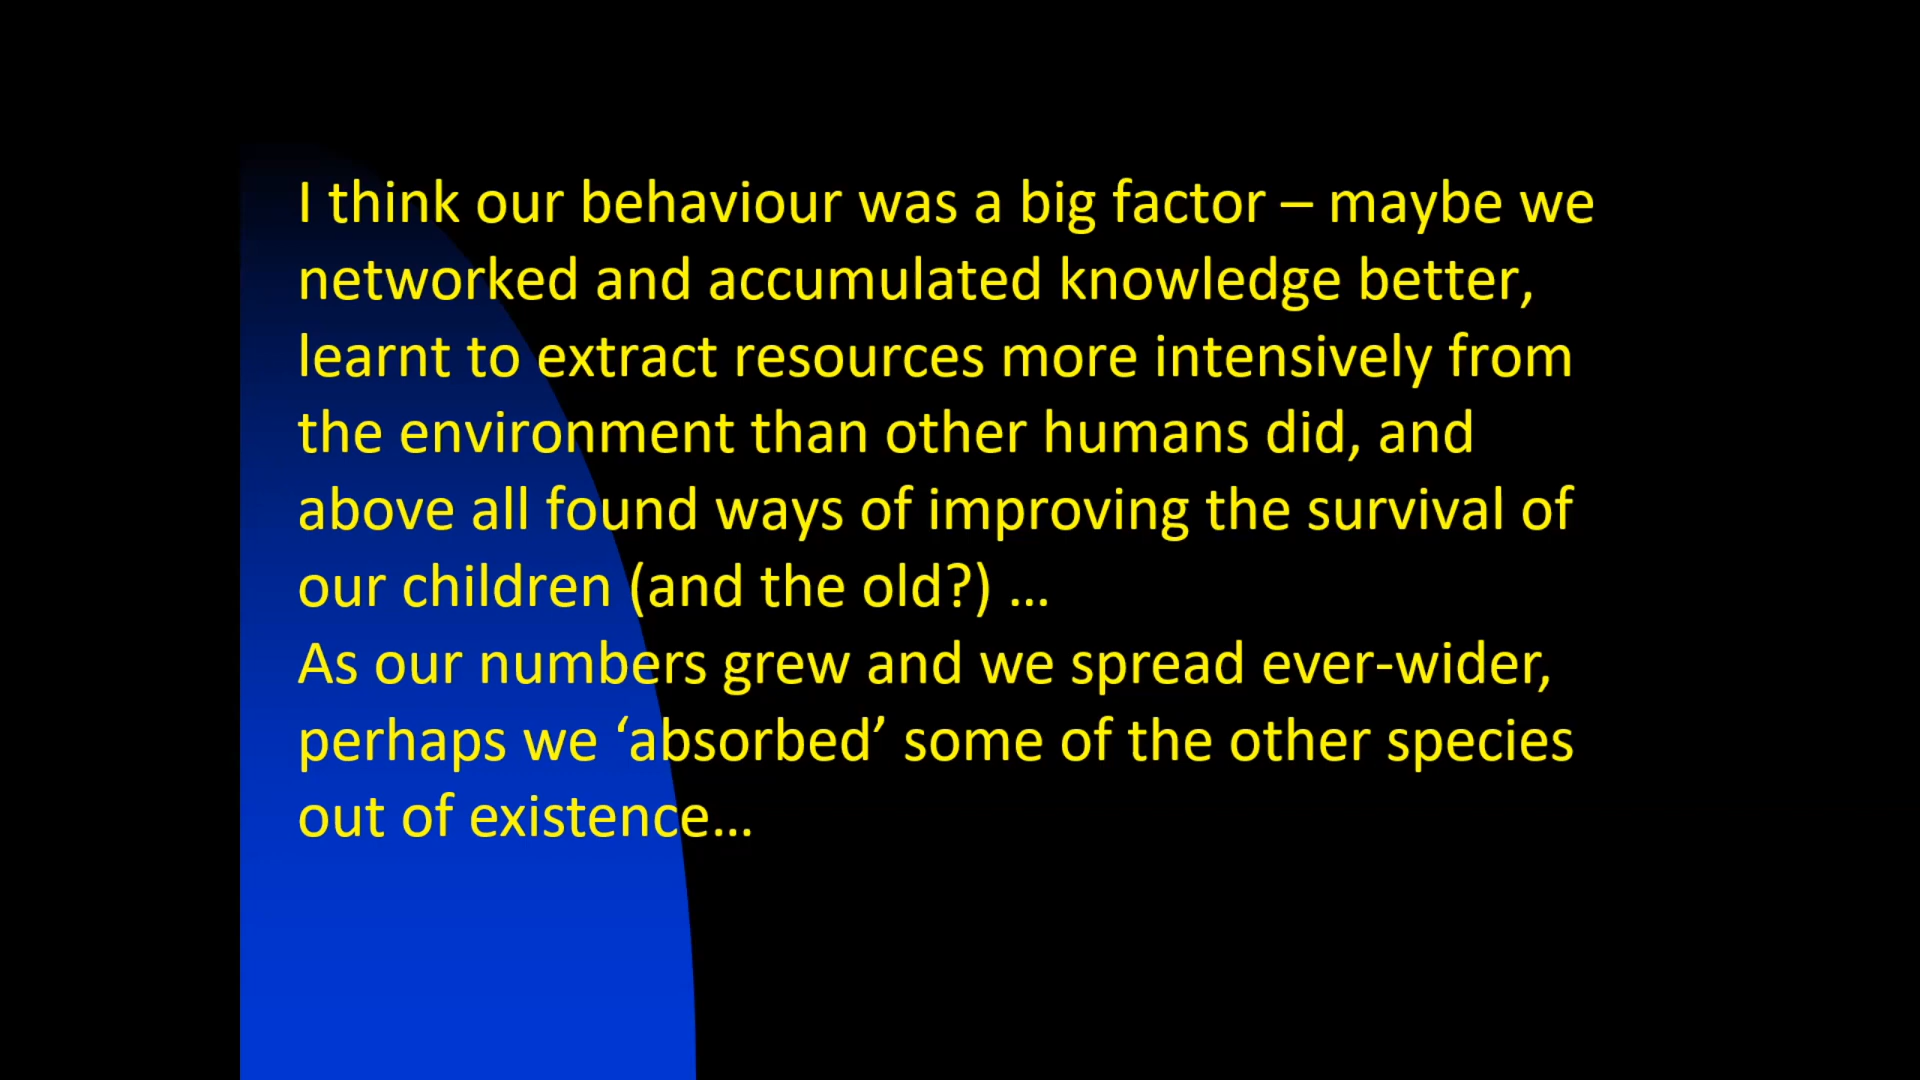 I think our behaviour was a big factor – maybe we
networked and accumulated knowledge better,
learnt to extract resources more intensively from
the environment than other humans did, and
above all found ways of improving the survival of
our children (and the old?) …
As our numbers grew and we spread ever-wider,
perhaps we ‘absorbed’ some of the other species
out of existence…